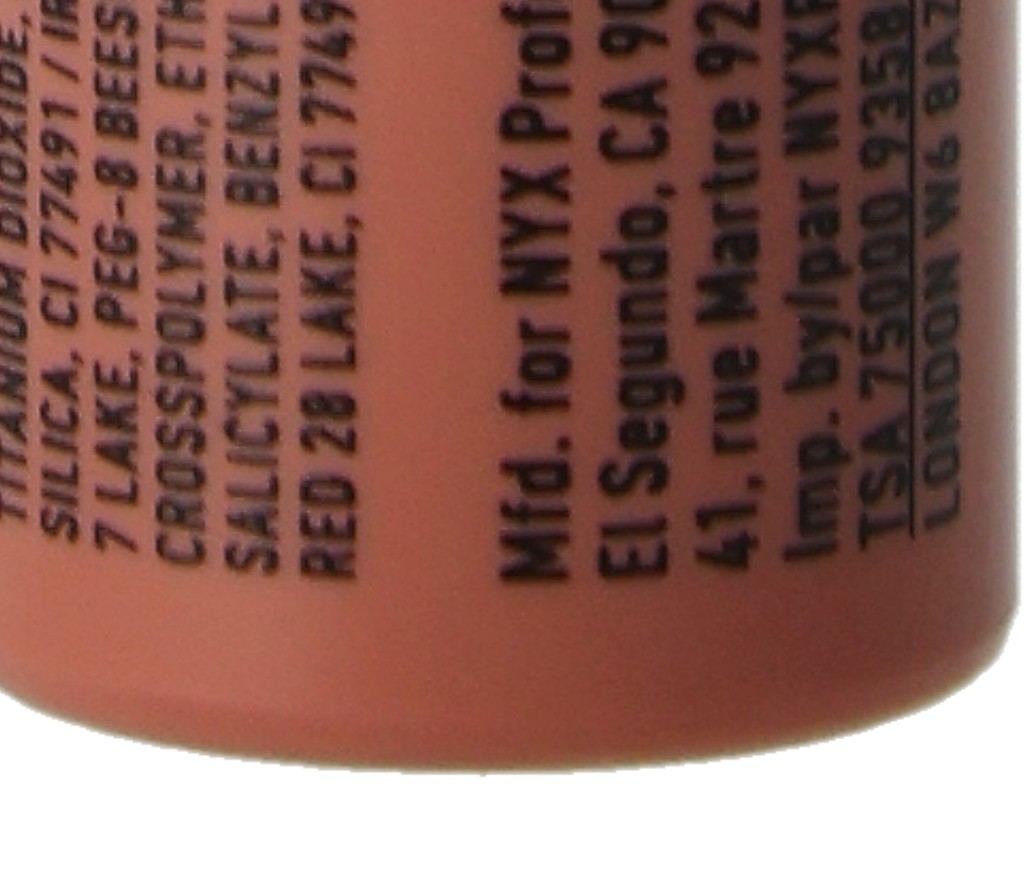 TITANIUM DIOXIDE,
SILICA, CI 77491 / IR
7 LAKE, PEG-8 BEES
CROSSPOLYMER, ETH
SALICYLATE, BENZYL
RED 28 LAKE, CI 7749
Mfd. for NYX Prof
El Segundo, CA 90
41, rue Martre 92
Imp. by/par NYX
TSA 75000 9358
LONDON W6 8AZ